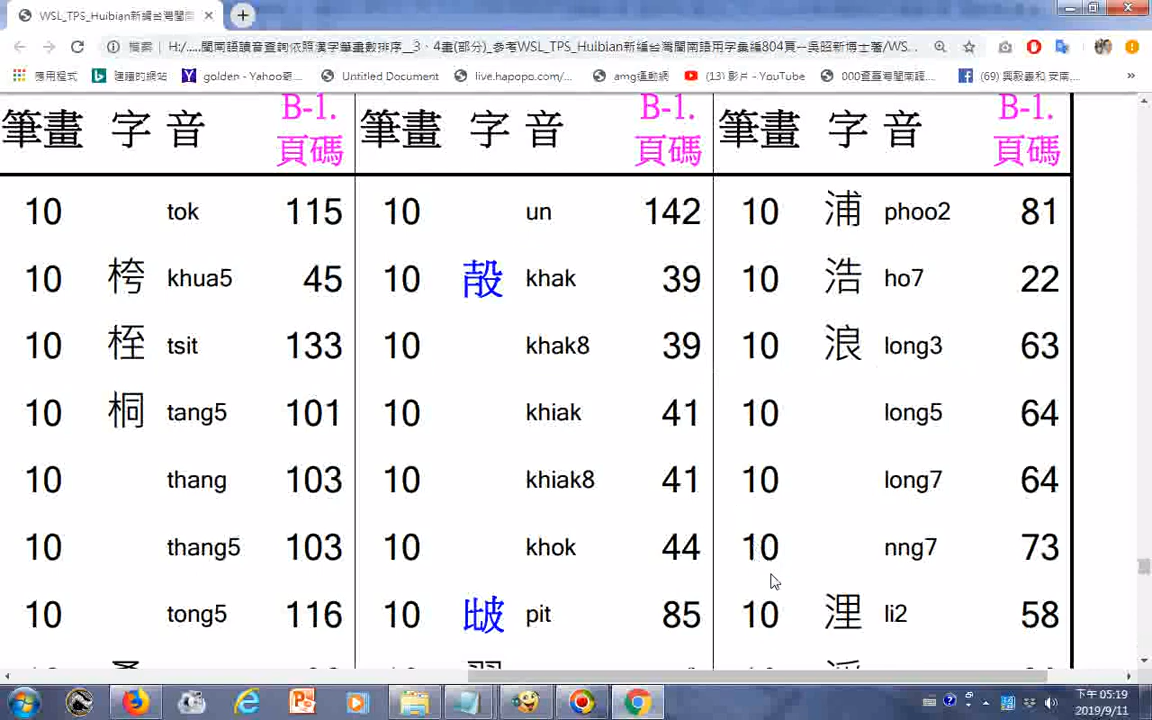 WSL_TPS_Huibian新編台灣閩南
檔案 | H:/.....閩南語讀音查詢依照漢字筆畫數排序__3、4畫(部分)_參考WSL_TPS_Huibian新編台灣閩南語用字彙編804頁--吳昭新博士著/WS...
應用程式 建議的網站 golden - Yahoo奇... Untitled Document live.hapopo.com/... amg運動網 (13) 影片 - YouTube 000查臺灣閩南語... (69) 興毅善和 安南... »
筆畫 字 音 B-1.頁碼 筆畫 字 音 B-1.頁碼 筆畫 字 音 B-1.頁碼
10 tok 115 10 un 142 10 浦 phoo2 81
10 桍 khua5 45 10 㱿 khak 39 10 浩 ho7 22
10 桎 tsit 133 10 khak8 39 10 浪 long3 63
10 桐 tang5 101 10 khiak 41 10 long5 64
10 thang 103 10 khiak8 41 10 long7 64
10 thang5 103 10 khok 44 10 nng7 73
10 tong5 116 10 pit 85 10 浬 li2 58
下午 05:19
2019/9/11